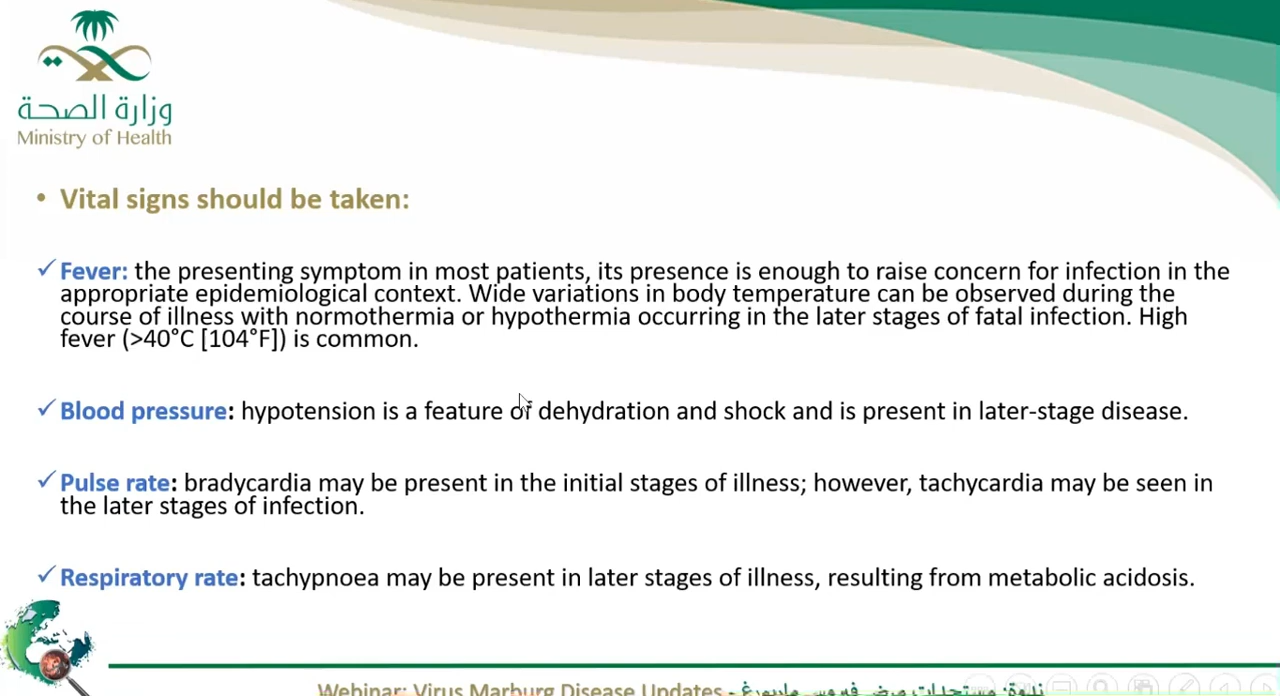 وزارة الصحة
Ministry of Health
• Vital signs should be taken:
✓ Fever: the presenting symptom in most patients, its presence is enough to raise concern for infection in the
appropriate epidemiological context. Wide variations in body temperature can be observed during the
course of illness with normothermia or hypothermia occurring in the later stages of fatal infection. High
fever (>40°C [104°F]) is common.
✓ Blood pressure: hypotension is a feature of dehydration and shock and is present in later-stage disease.
✓ Pulse rate: bradycardia may be present in the initial stages of illness; however, tachycardia may be seen in
the later stages of infection.
✓ Respiratory rate: tachypnoea may be present in later stages of illness, resulting from metabolic acidosis.
Webinar: Virus Marburg Disease Updates - ندوة: مستجدات مرض فيروس ماربورغ